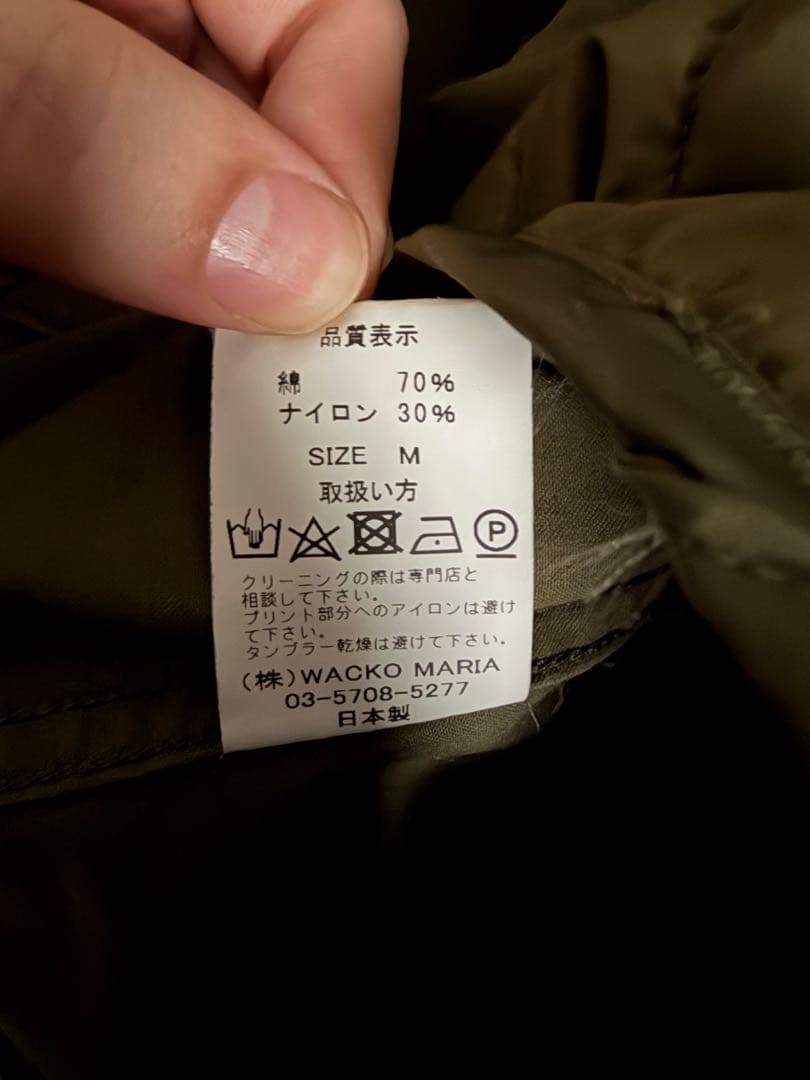 品質表示
綿 70%
ナイロン 30%
SIZE M
取扱い方
P
クリーニングの際は専門店と
相談して下さい。
プリント部分へのアイロンは避け
て下さい。
タンブラー乾燥は避けて下さい。
(株)WACKO MARIA
03-5708-5277
日本製